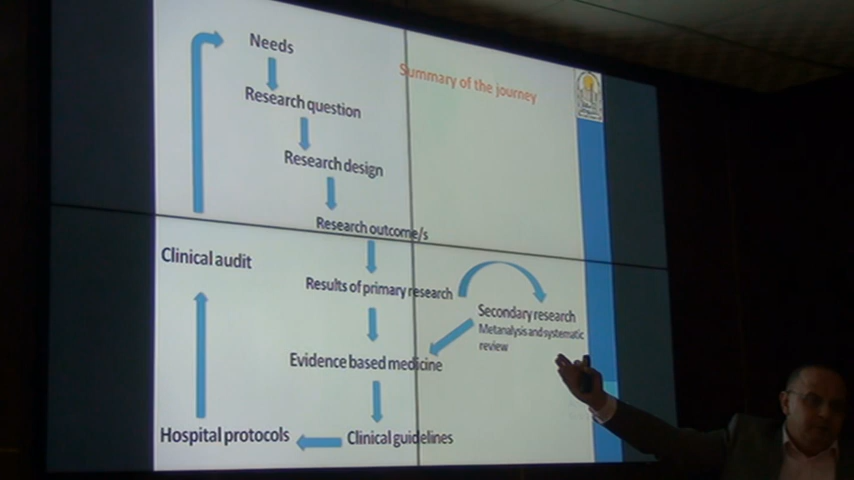 Needs
Summary of the journey
Research question
Research design
Research outcome/s
Clinical audit
Results of primary research
Secondary research
Metanalysis and systematic
review
Evidence based medicine
Hospital protocols
Clinical guidelines